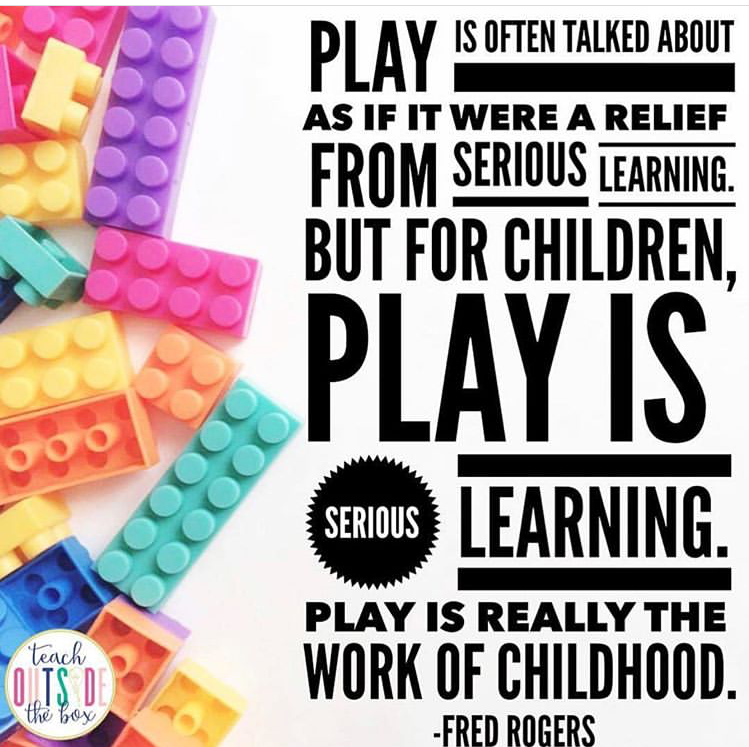 PLAY IS OFTEN TALKED ABOUT
AS IF IT WERE A RELIEF
FROM SERIOUS LEARNING.
BUT FOR CHILDREN,
PLAY IS
SERIOUS LEARNING.
PLAY IS REALLY THE
WORK OF CHILDHOOD.
-FRED ROGERS
teach
OUTSIDE
the box